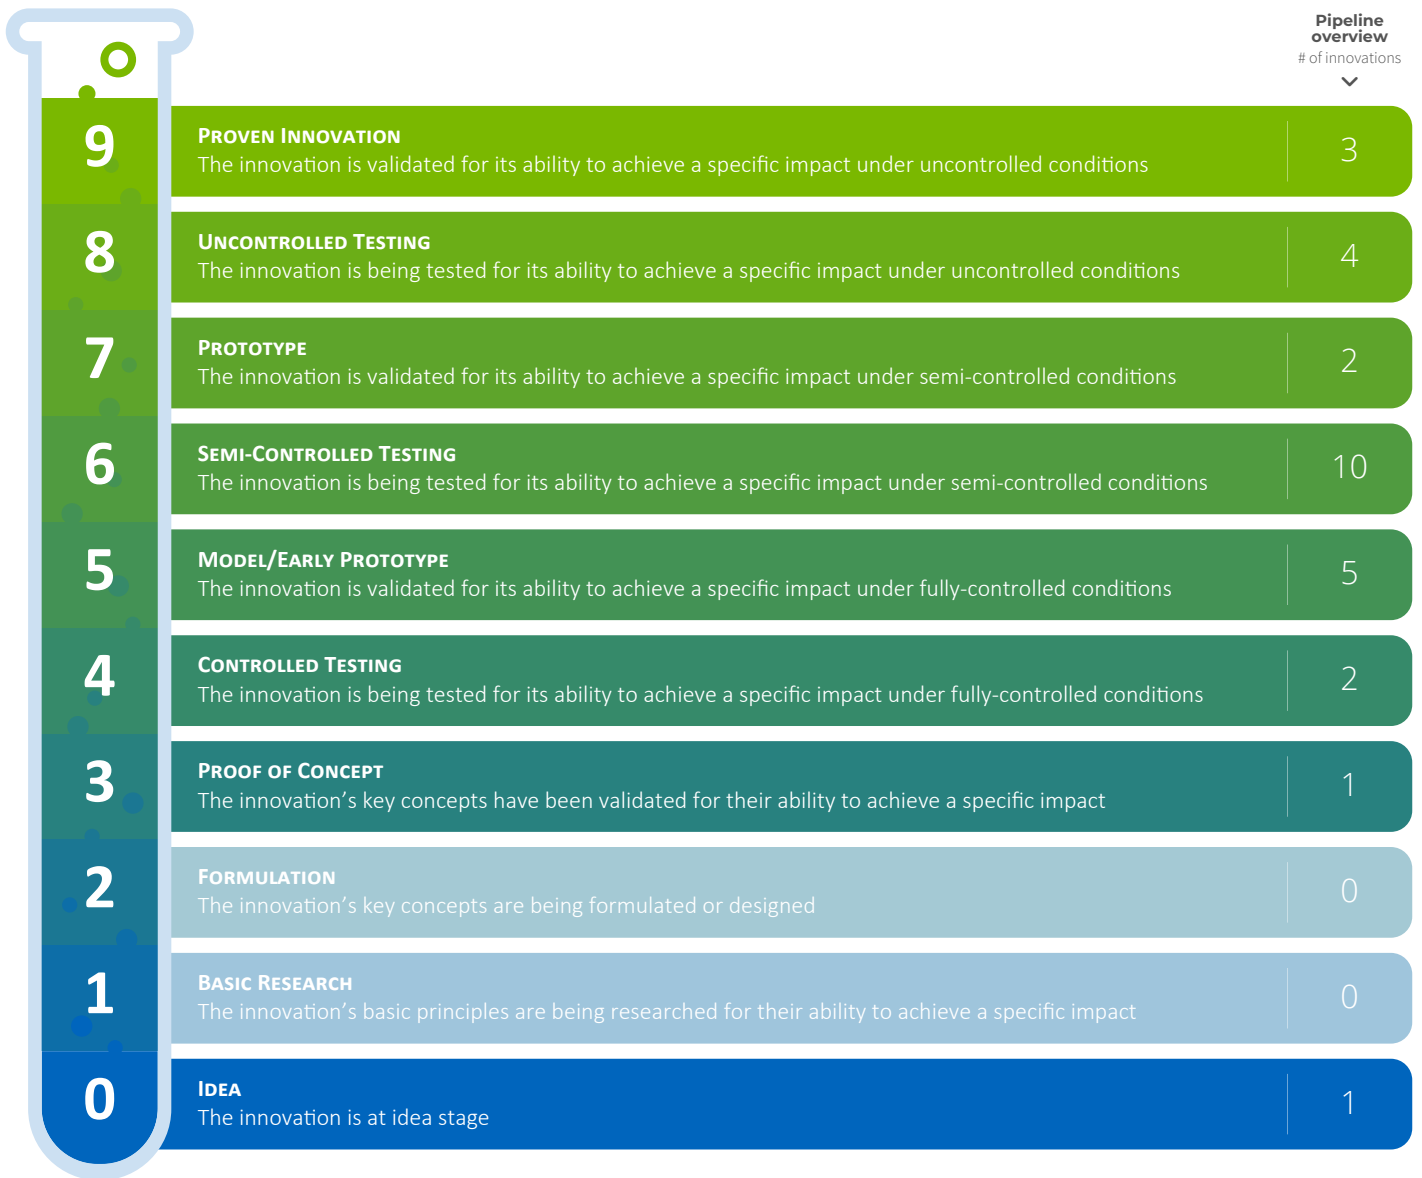 Pipeline
overview
# of innovations
9
PROVEN INNOVATION
The innovation is validated for its ability to achieve a specific impact under uncontrolled conditions
3
8
UNCONTROLLED TESTING
The innovation is being tested for its ability to achieve a specific impact under uncontrolled conditions
4
7
PROTOTYPE
The innovation is validated for its ability to achieve a specific impact under semi-controlled conditions
2
6
SEMI-CONTROLLED TESTING
The innovation is being tested for its ability to achieve a specific impact under semi-controlled conditions
10
5
MODEL/EARLY PROTOTYPE
The innovation is validated for its ability to achieve a specific impact under fully-controlled conditions
5
4
CONTROLLED TESTING
The innovation is being tested for its ability to achieve a specific impact under fully-controlled conditions
2
3
PROOF OF CONCEPT
The innovation’s key concepts have been validated for their ability to achieve a specific impact
1
2
FORMULATION
The innovation’s key concepts are being formulated or designed
0
1
BASIC RESEARCH
The innovation’s basic principles are being researched for their ability to achieve a specific impact
0
0
IDEA
The innovation is at idea stage
1